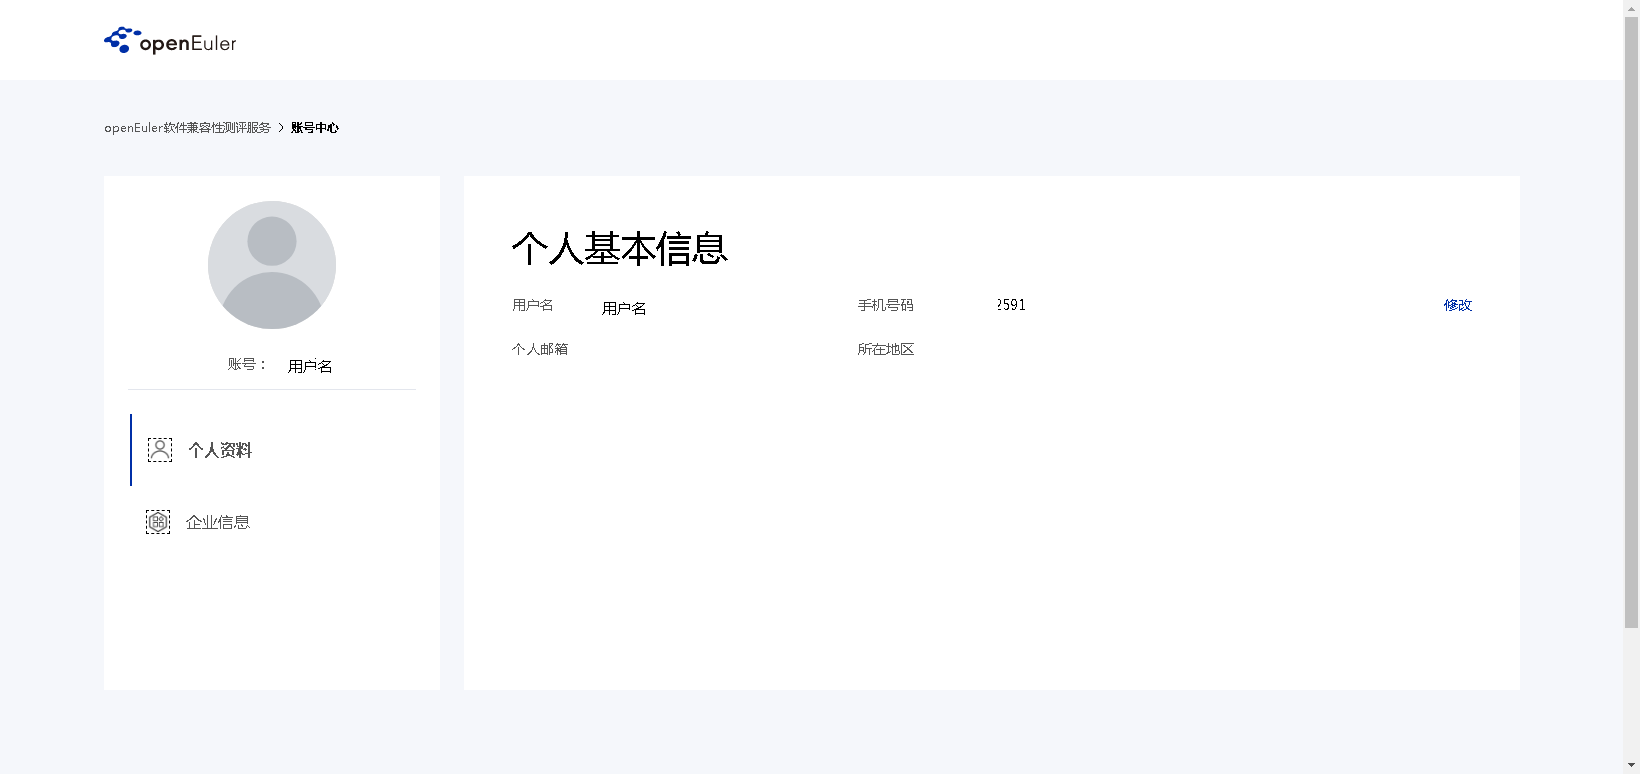 openEuler
openEuler软件兼容性测评服务 > 账号中心
账号： 用户名
个人资料
企业信息
个人基本信息
用户名 用户名 手机号码 2591 修改
个人邮箱 所在地区